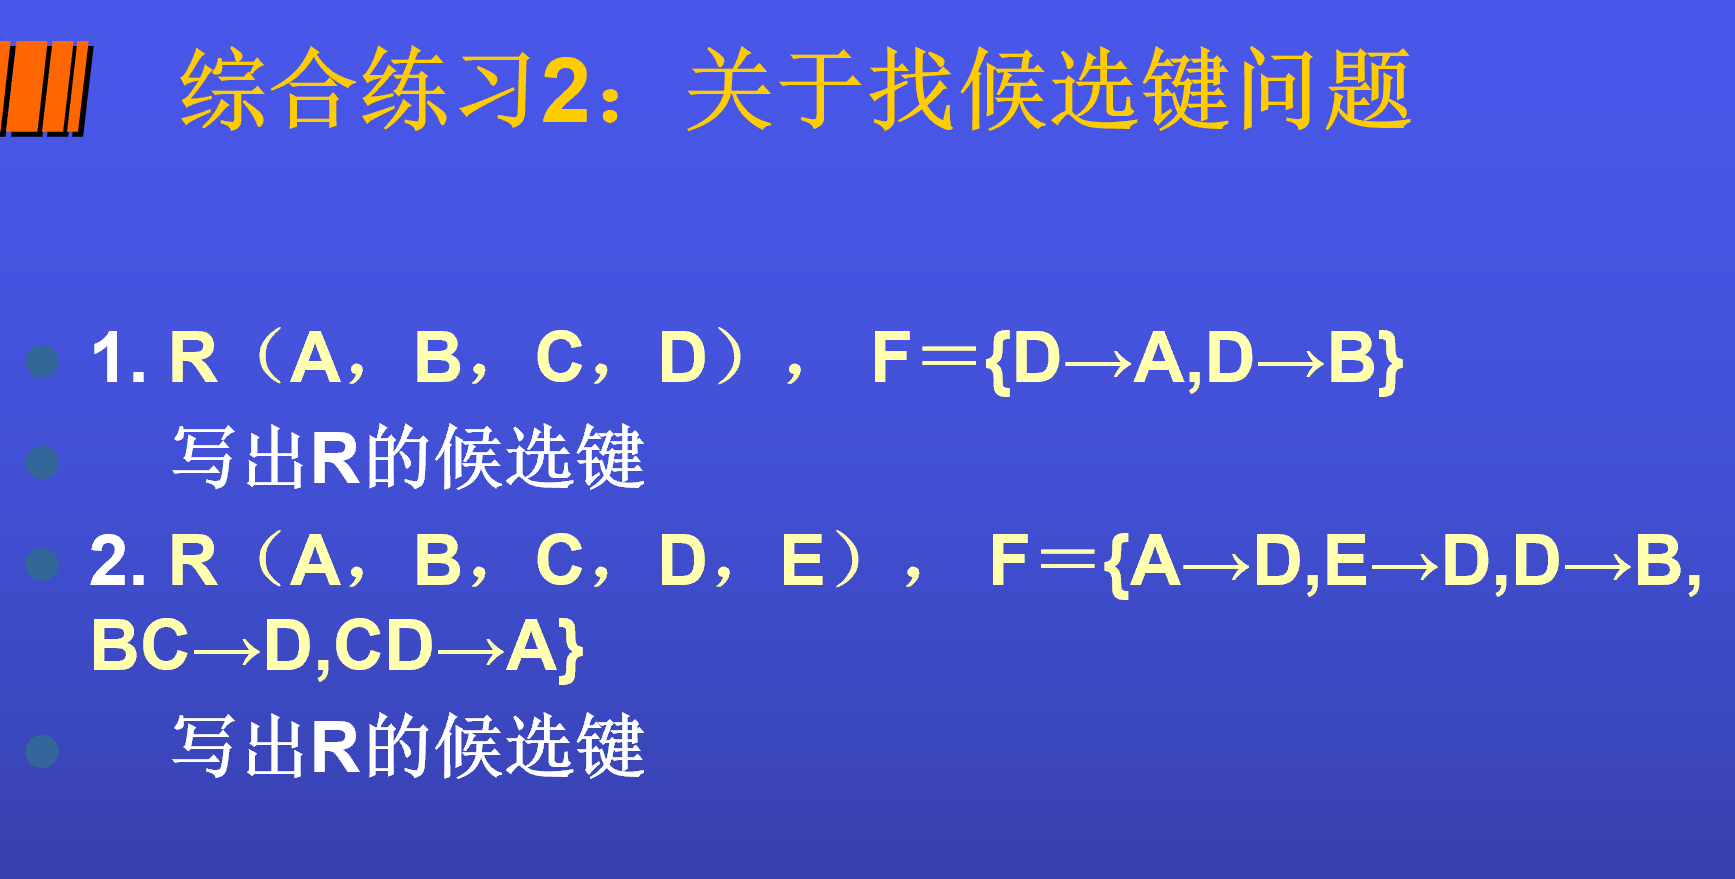 综合练习2：关于找候选键问题
1. R（A，B，C，D）， F＝{D→A,D→B}
写出R的候选键
2. R（A，B，C，D，E）， F＝{A→D,E→D,D→B,
BC→D,CD→A}
写出R的候选键